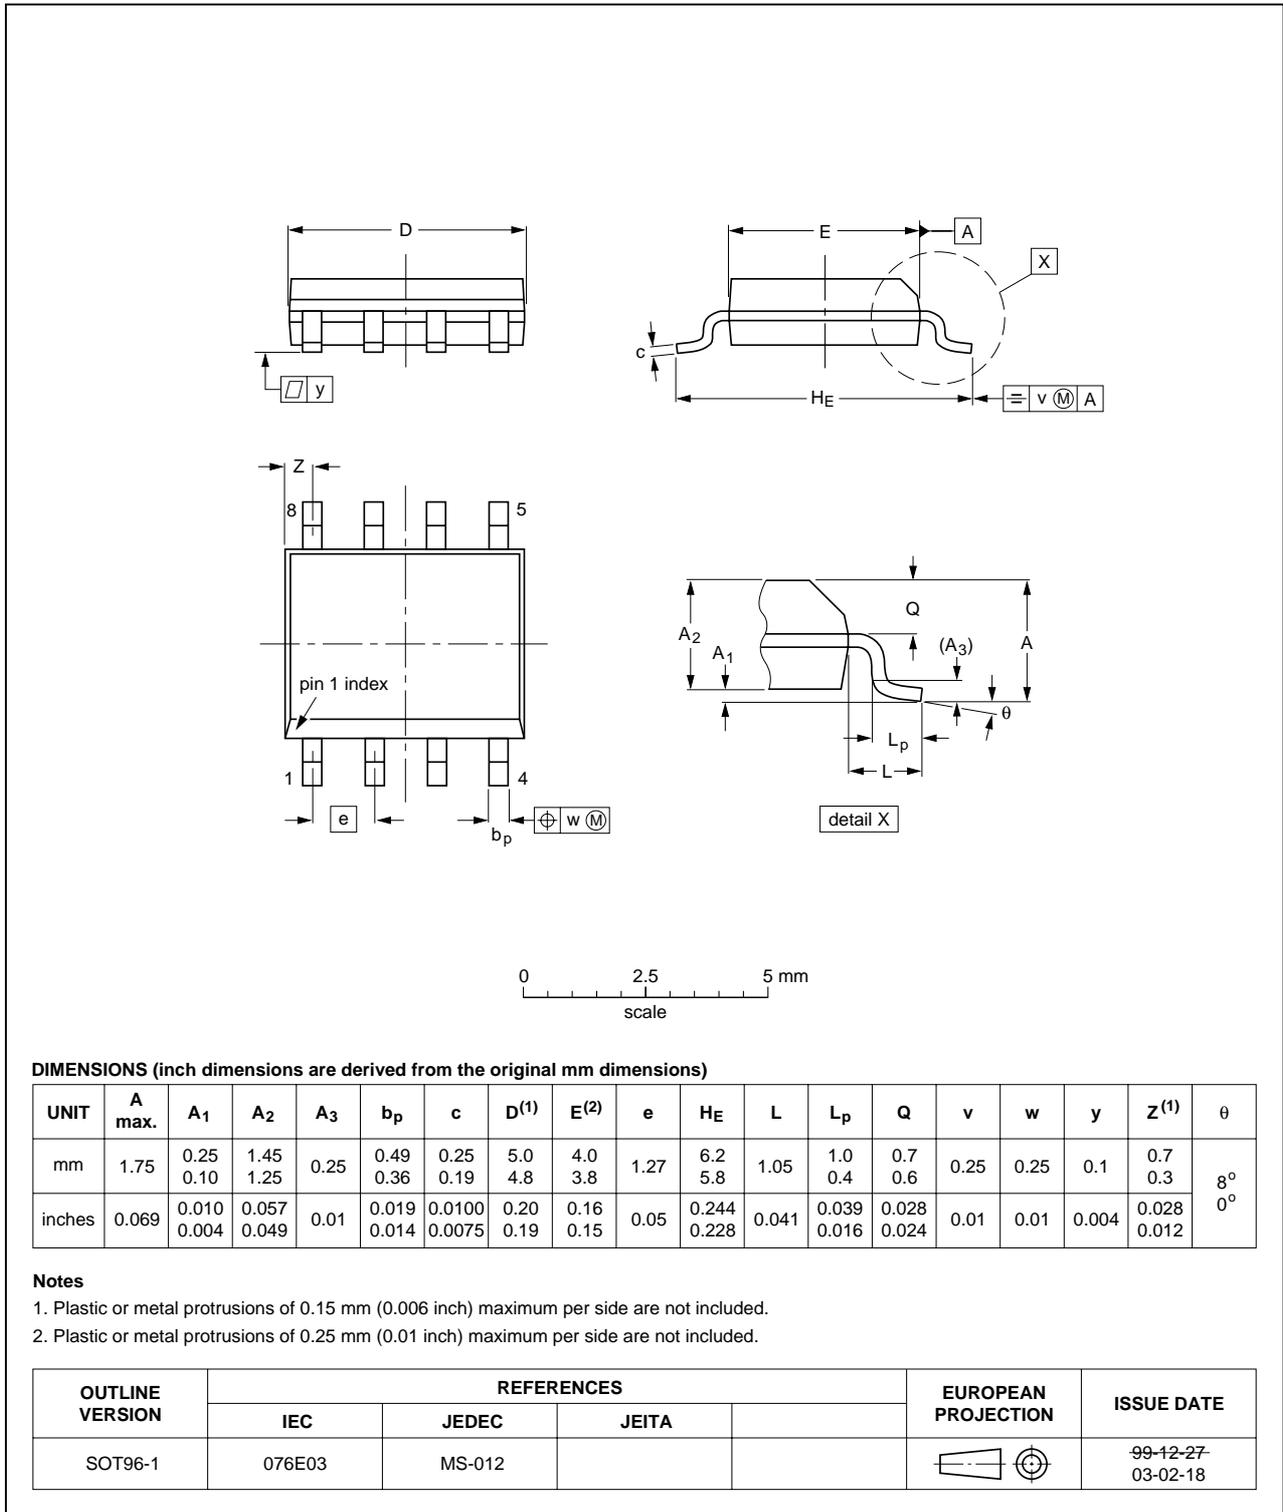 D
E
A
X
c
y
HE
v M A
Z
8
5
pin 1 index
1
4
e
bp
w M
Q
A2
A1
(A3)
A
θ
Lp
L
detail X
0 2.5 5 mm
scale
DIMENSIONS (inch dimensions are derived from the original mm dimensions)
UNIT A max. A1 A2 A3 bp c D(1) E(2) e HE L Lp Q v w y Z(1) θ
mm 1.75 0.25 0.10 1.45 1.25 0.25 0.49 0.36 0.25 0.19 5.0 4.8 4.0 3.8 1.27 6.2 5.8 1.05 1.0 0.4 0.7 0.6 0.25 0.25 0.1 0.7 0.3 8o 0o
inches 0.069 0.010 0.004 0.057 0.049 0.01 0.019 0.014 0.0100 0.0075 0.20 0.19 0.16 0.15 0.05 0.244 0.228 0.041 0.039 0.016 0.028 0.024 0.01 0.01 0.004 0.028 0.012
Notes
1. Plastic or metal protrusions of 0.15 mm (0.006 inch) maximum per side are not included.
2. Plastic or metal protrusions of 0.25 mm (0.01 inch) maximum per side are not included.
OUTLINE VERSION REFERENCES EUROPEAN PROJECTION ISSUE DATE
IEC JEDEC JEITA
SOT96-1 076E03 MS-012 99-12-27
03-02-18